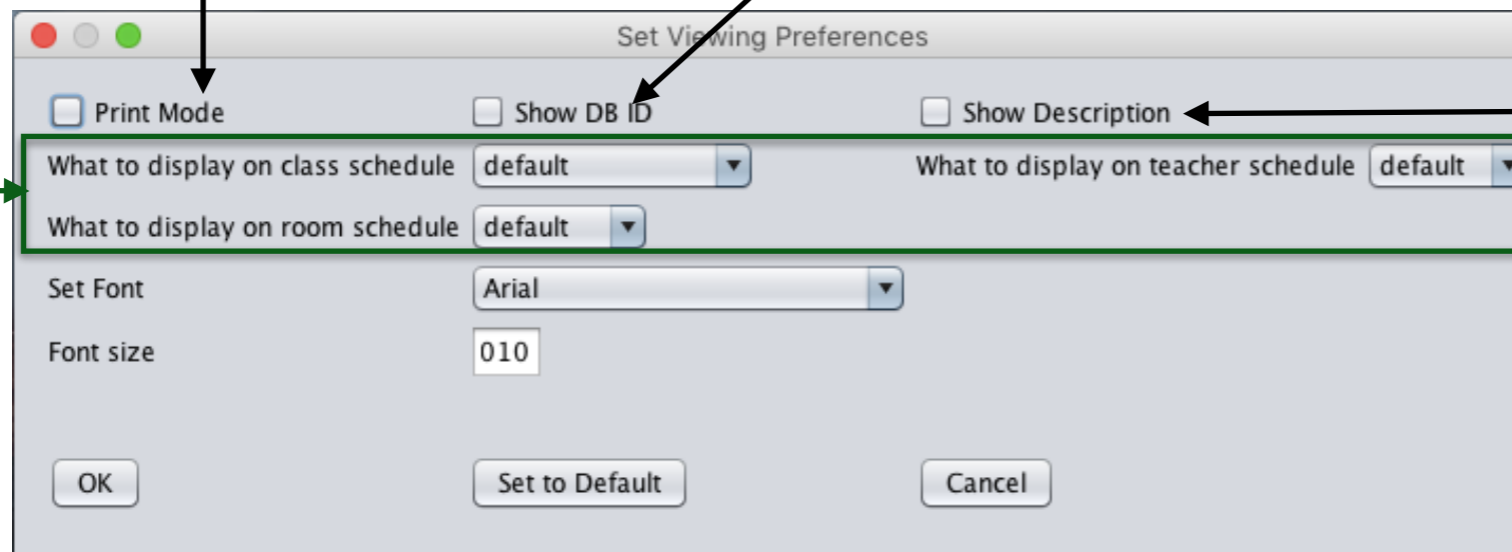 Set Viewing Preferences
Print Mode Show DB ID Show Description
What to display on class schedule default What to display on teacher schedule default
What to display on room schedule default
Set Font Arial
Font size 010
OK Set to Default Cancel